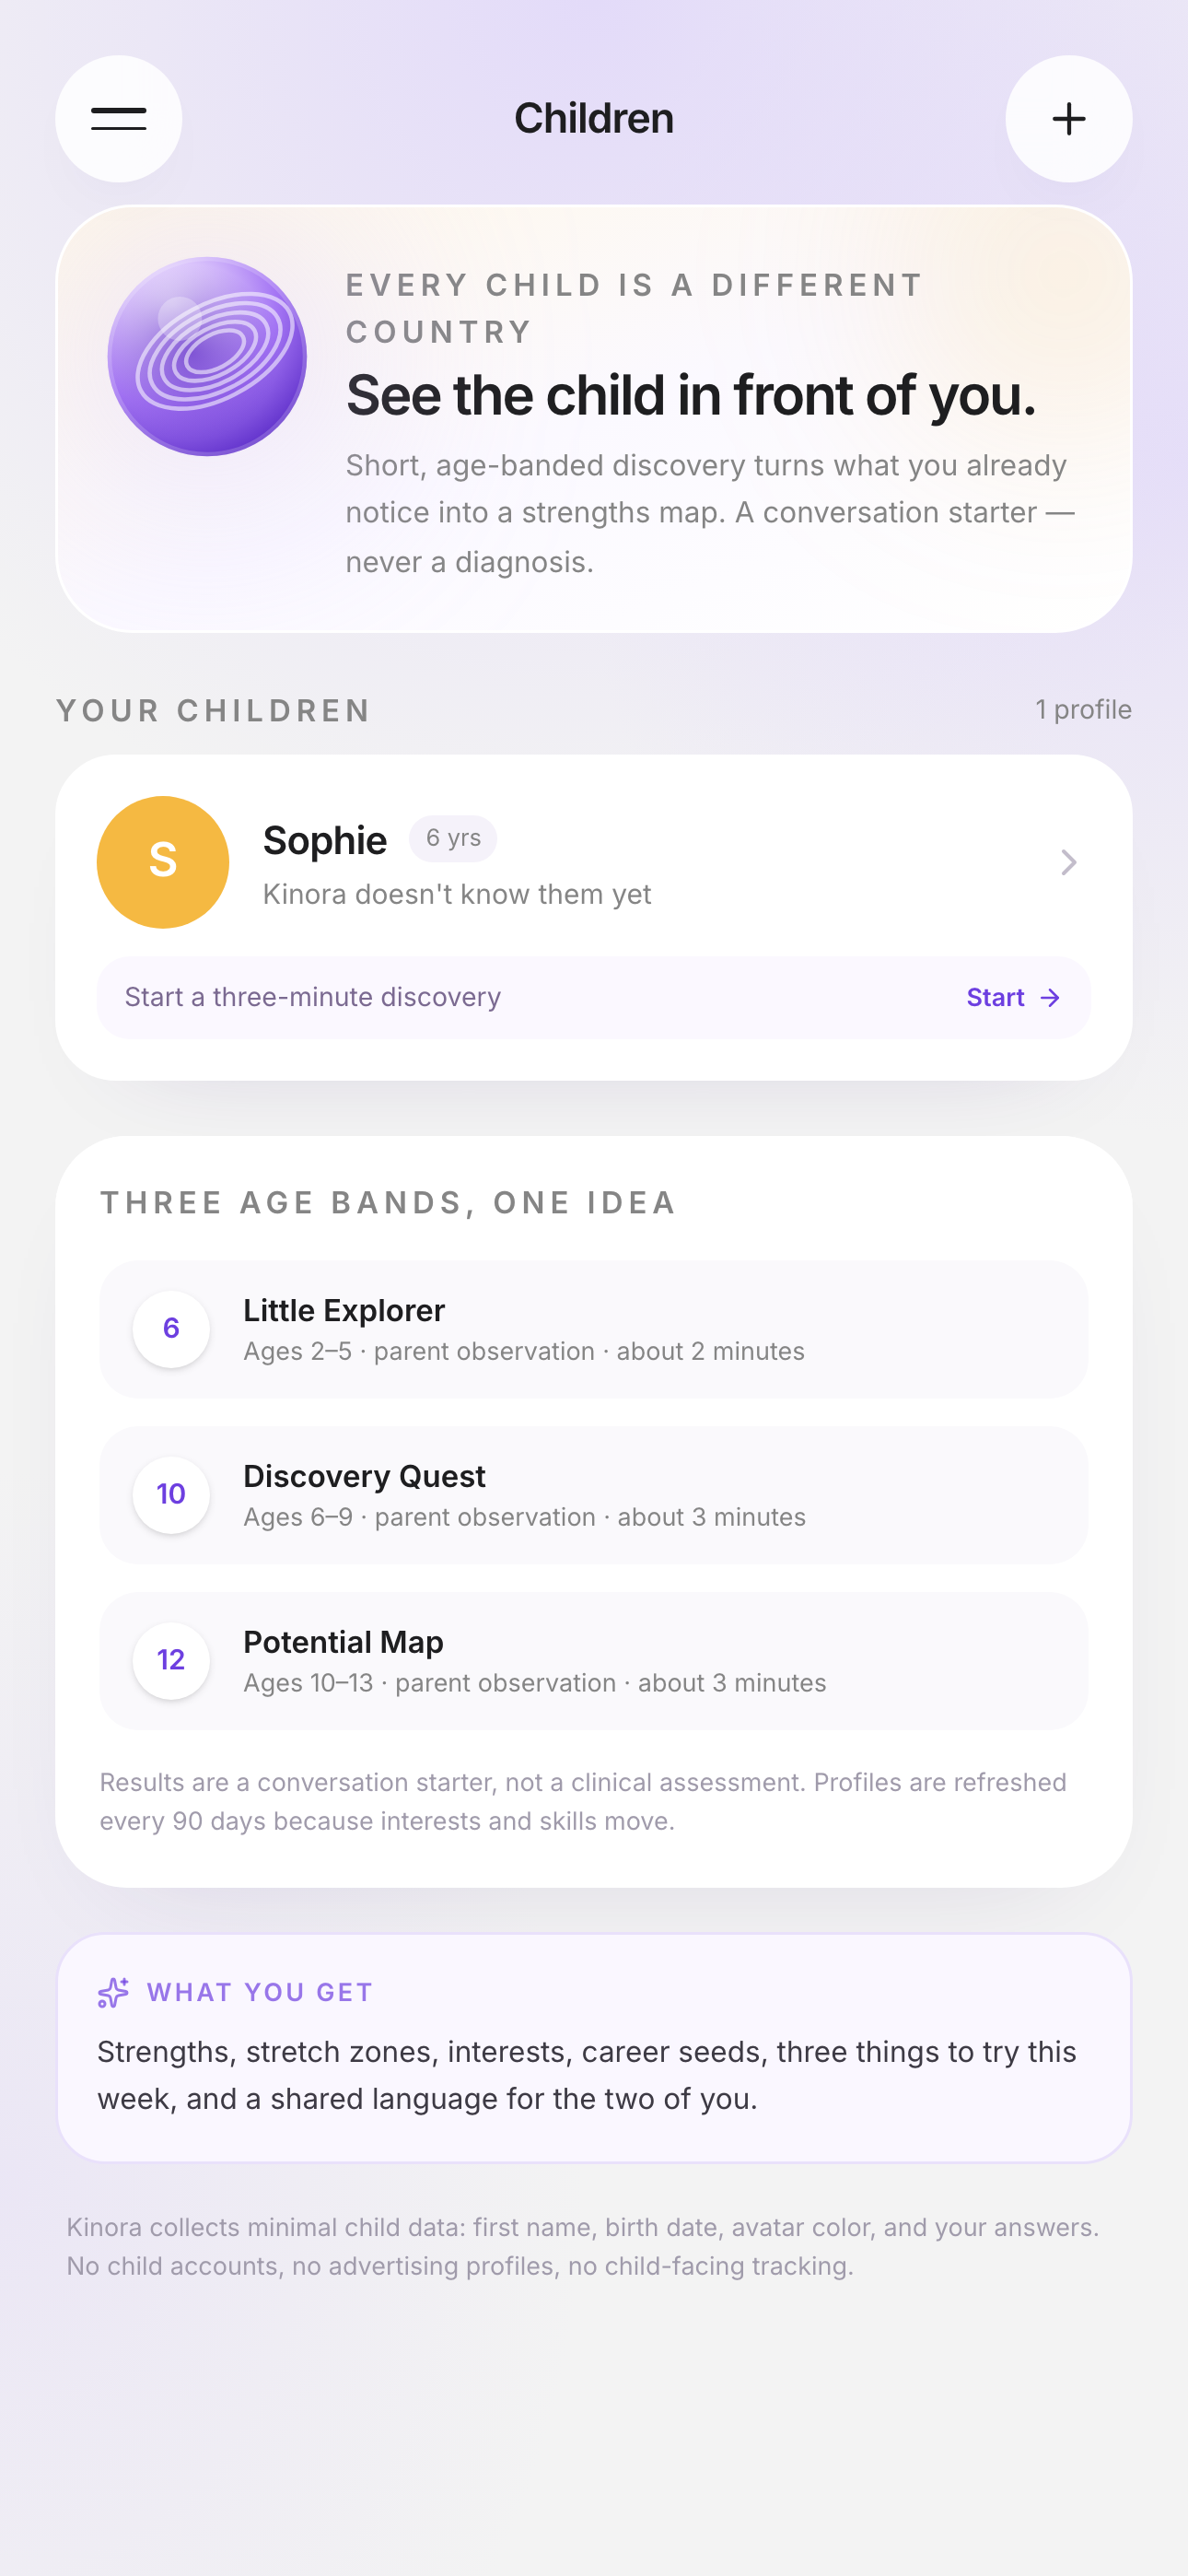 Children
EVERY CHILD IS A DIFFERENT
COUNTRY
See the child in front of you.
Short, age-banded discovery turns what you already
notice into a strengths map. A conversation starter —
never a diagnosis.
YOUR CHILDREN
1 profile
S
Sophie
6 yrs
Kinora doesn't know them yet
Start a three-minute discovery
Start →
THREE AGE BANDS, ONE IDEA
6
Little Explorer
Ages 2–5 · parent observation · about 2 minutes
10
Discovery Quest
Ages 6–9 · parent observation · about 3 minutes
12
Potential Map
Ages 10–13 · parent observation · about 3 minutes
Results are a conversation starter, not a clinical assessment. Profiles are refreshed
every 90 days because interests and skills move.
WHAT YOU GET
Strengths, stretch zones, interests, career seeds, three things to try this
week, and a shared language for the two of you.
Kinora collects minimal child data: first name, birth date, avatar color, and your answers.
No child accounts, no advertising profiles, no child-facing tracking.